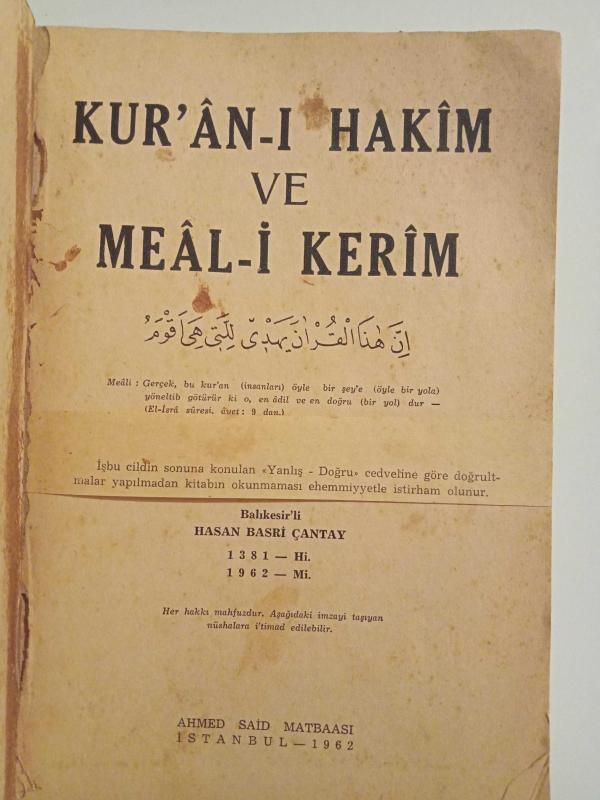 KUR'ÂN-I HAKÎM
VE
MEÂL-İ KERÎM
اِنَّ هٰذَا الْقُرْاٰنَ يَهْدٖى لِلَّتٖى هِىَ اَقْوَمُ
Meâli : Gerçek, bu kur'an (insanları) öyle bir şey'e (öyle bir yola)
yöneltib götürür ki o, en âdil ve en doğru (bir yol) dur —
(El-İsrâ sûresi. âyet: 9 dan.)
İşbu cildin sonuna konulan «Yanlış - Doğru» cedveline göre doğrult-
malar yapılmadan kitabın okunmaması ehemmiyyetle istirham olunur.
Balıkesir'li
HASAN BASRİ ÇANTAY
1381 — Hi.
1962 — Mi.
Her hakkı mahfuzdur. Aşağıdaki imzayi taşıyan
nüshalara i'timad edilebilir.
AHMED SAİD MATBAASI
İSTANBUL—1962